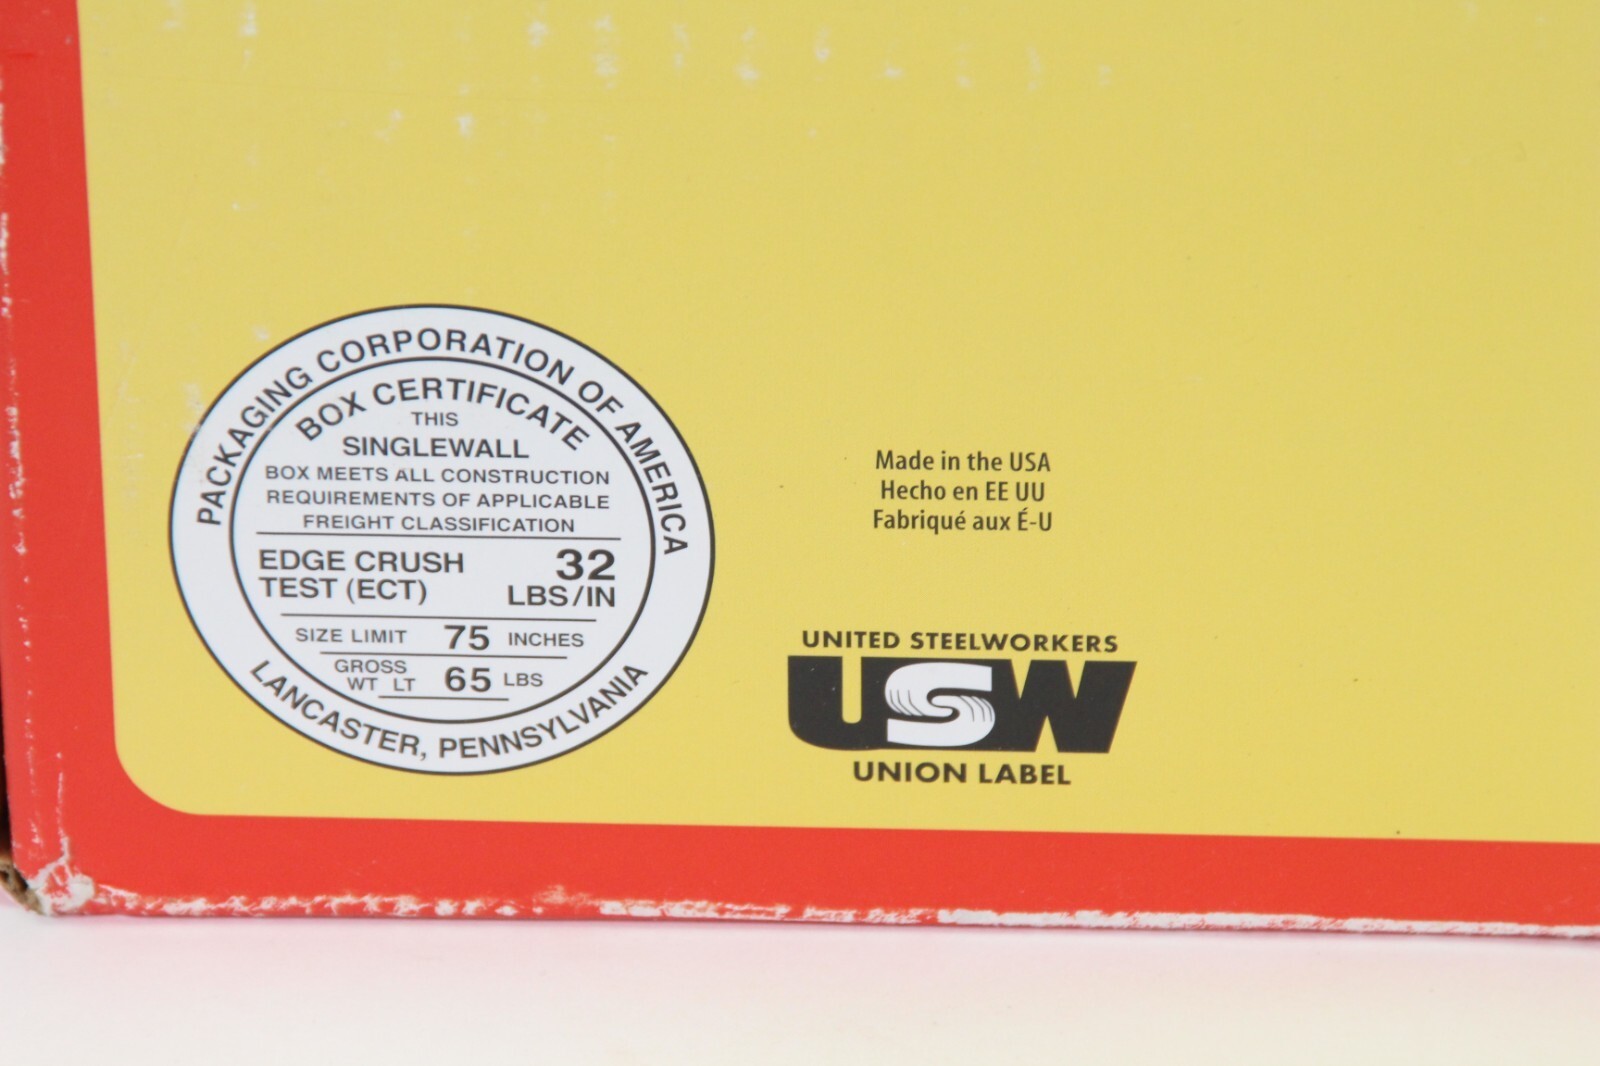 PACKAGING CORPORATION OF AMERICA
BOX CERTIFICATE
THIS
SINGLEWALL
BOX MEETS ALL CONSTRUCTION
REQUIREMENTS OF APPLICABLE
FREIGHT CLASSIFICATION
EDGE CRUSH 32
TEST (ECT) LBS/IN
SIZE LIMIT 75 INCHES
GROSS
WT LT 65 LBS
LANCASTER, PENNSYLVANIA
Made in the USA
Hecho en EE UU
Fabriqué aux É-U
UNITED STEELWORKERS
USW
UNION LABEL